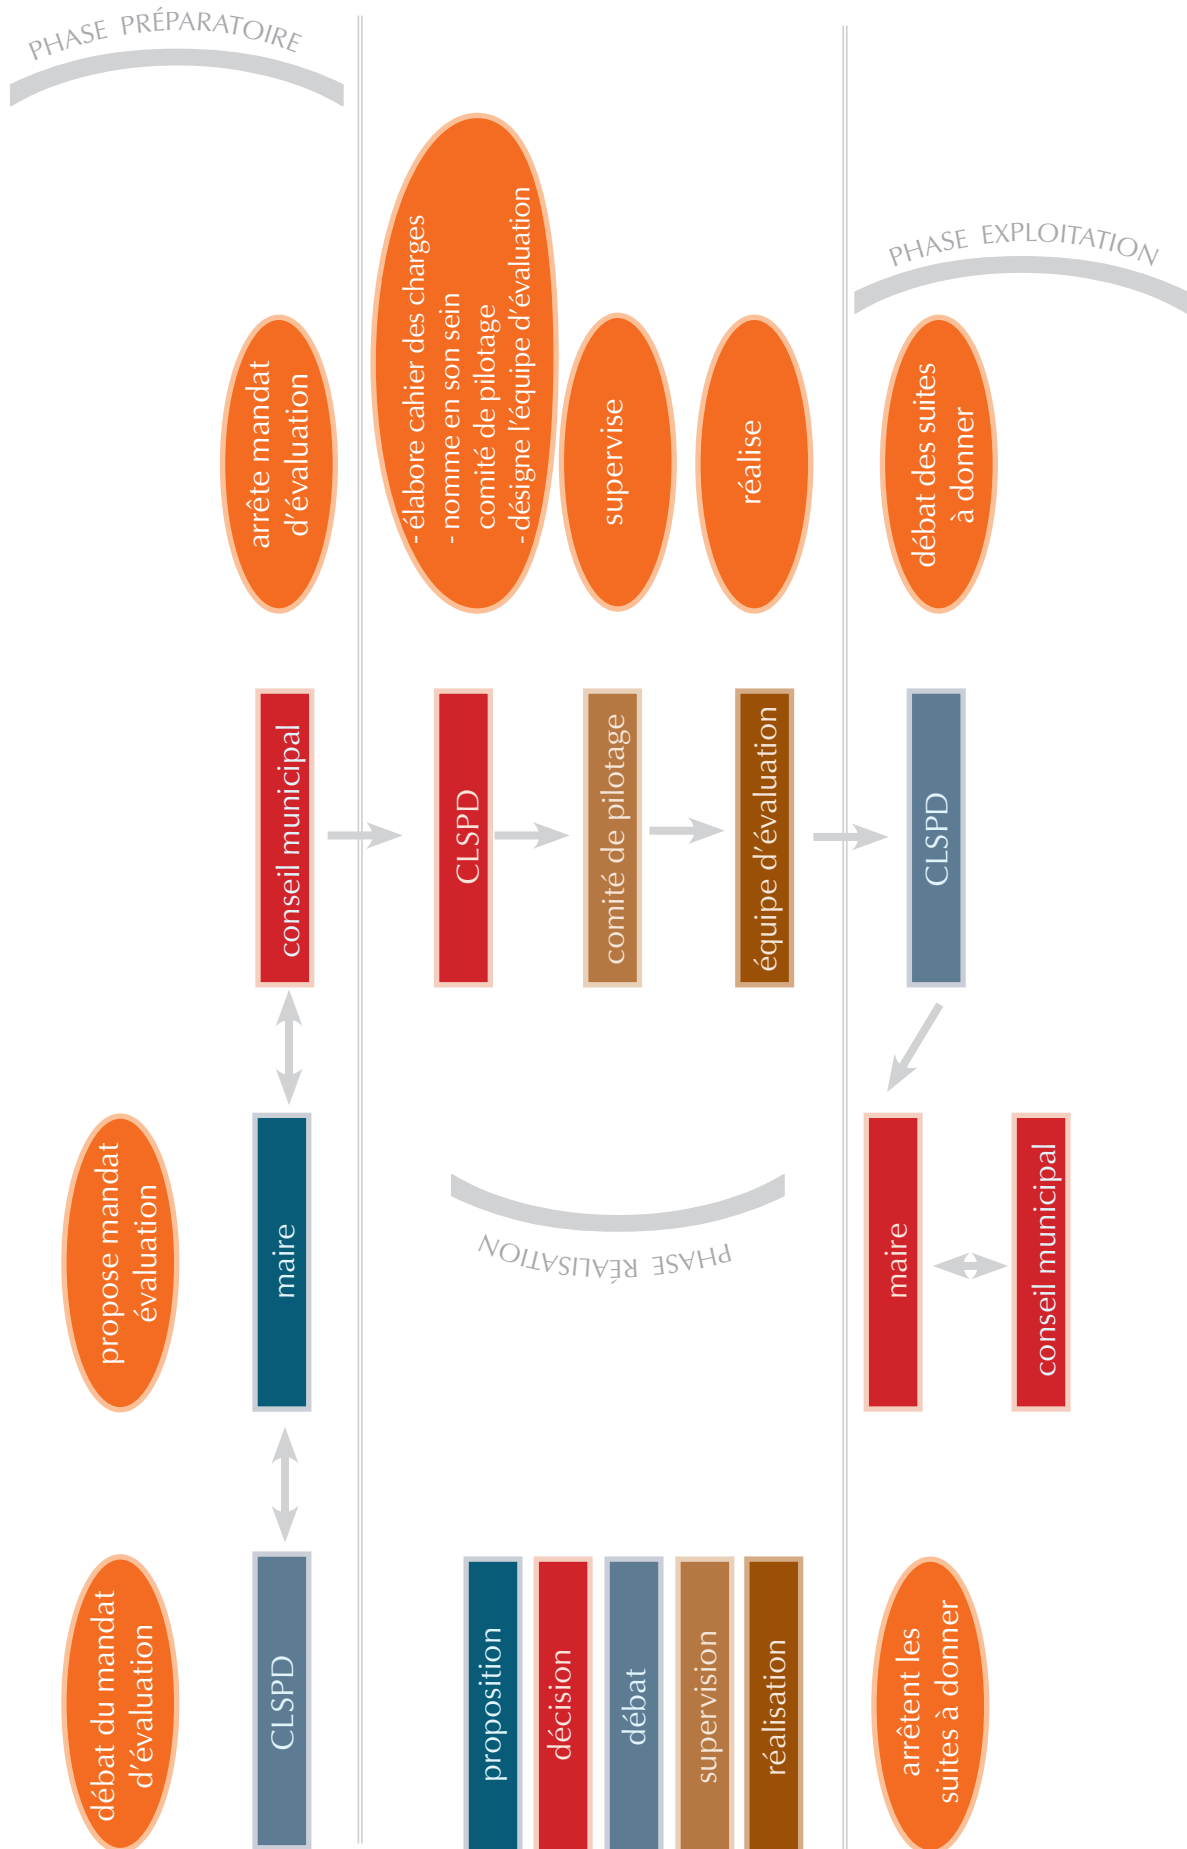 PHASE PRÉPARATOIRE
débat du mandat
d'évaluation
CLSPD
propose mandat
évaluation
maire
arrête mandat
d'évaluation
conseil municipal
PHASE RÉALISATION
- élabore cahier des charges
- nomme en son sein
comité de pilotage
- désigne l'équipe d'évaluation
CLSPD
supervise
comité de pilotage
réalise
équipe d'évaluation
proposition
décision
débat
supervision
réalisation
PHASE EXPLOITATION
débat des suites
à donner
CLSPD
maire
conseil municipal
arrêtent les
suites à donner